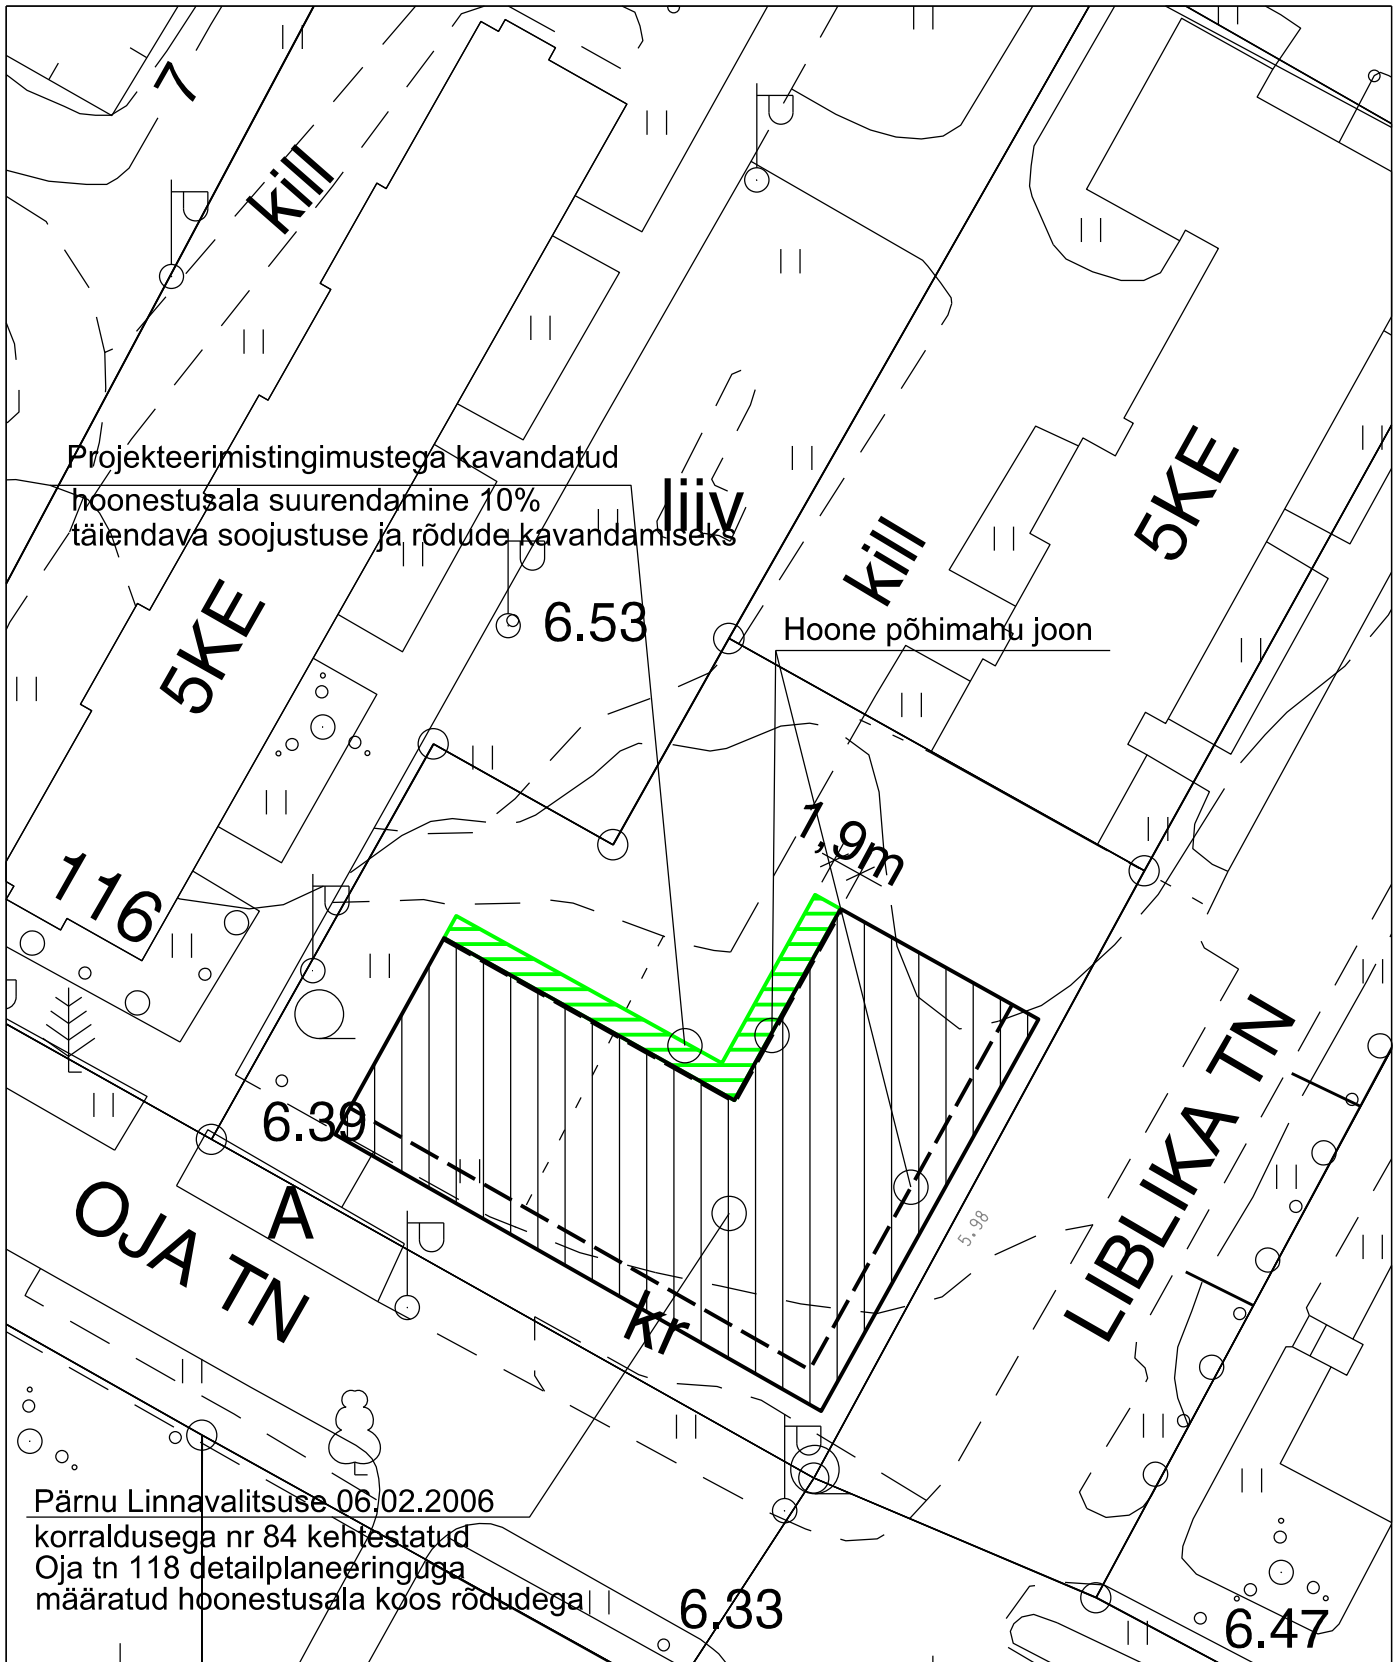 7
kill
Projekteerimistingimustega kavandatud
hoonestusala suurendamine 10%
täiendava soojustuse ja rõdude kavandamiseks
liiv
kill
5KE
5KE
6.53
Hoone põhimahu joon
1,9m
116
6.39
A
OJA TN
kr
5.98
LIBLIKA TN
Pärnu Linnavalitsuse 06.02.2006
korraldusega nr 84 kehtestatud
Oja tn 118 detailplaneeringuga
määratud hoonestusala koos rõdudega
6.33
6.47